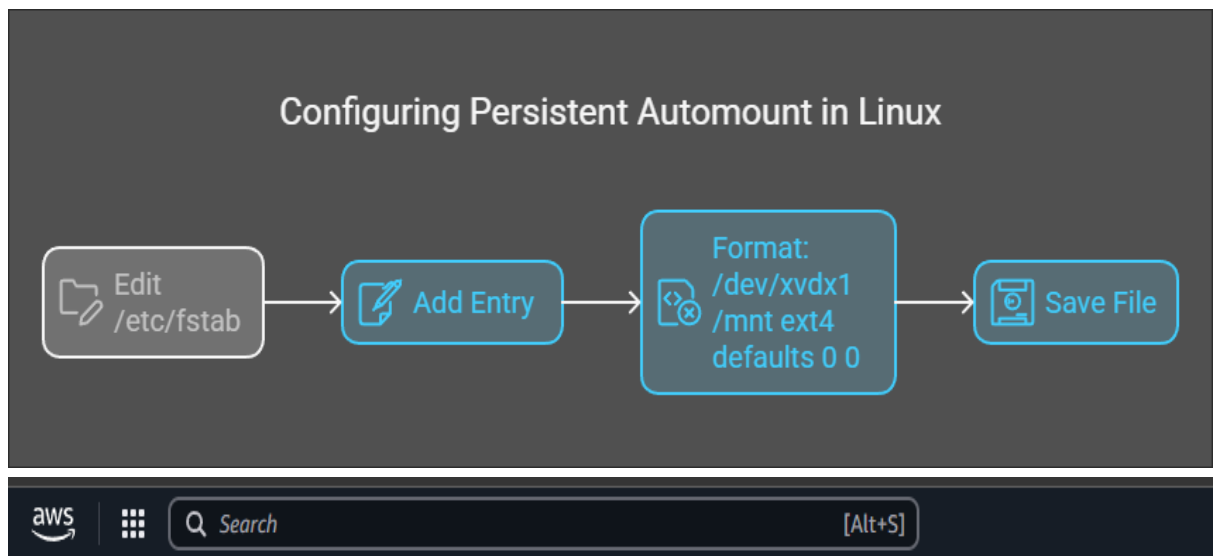 Configuring Persistent Automount in Linux
Edit
/etc/fstab
Add Entry
Format:
/dev/xvdx1
/mnt ext4
defaults 0 0
Save File
aws
Search
[Alt+S]